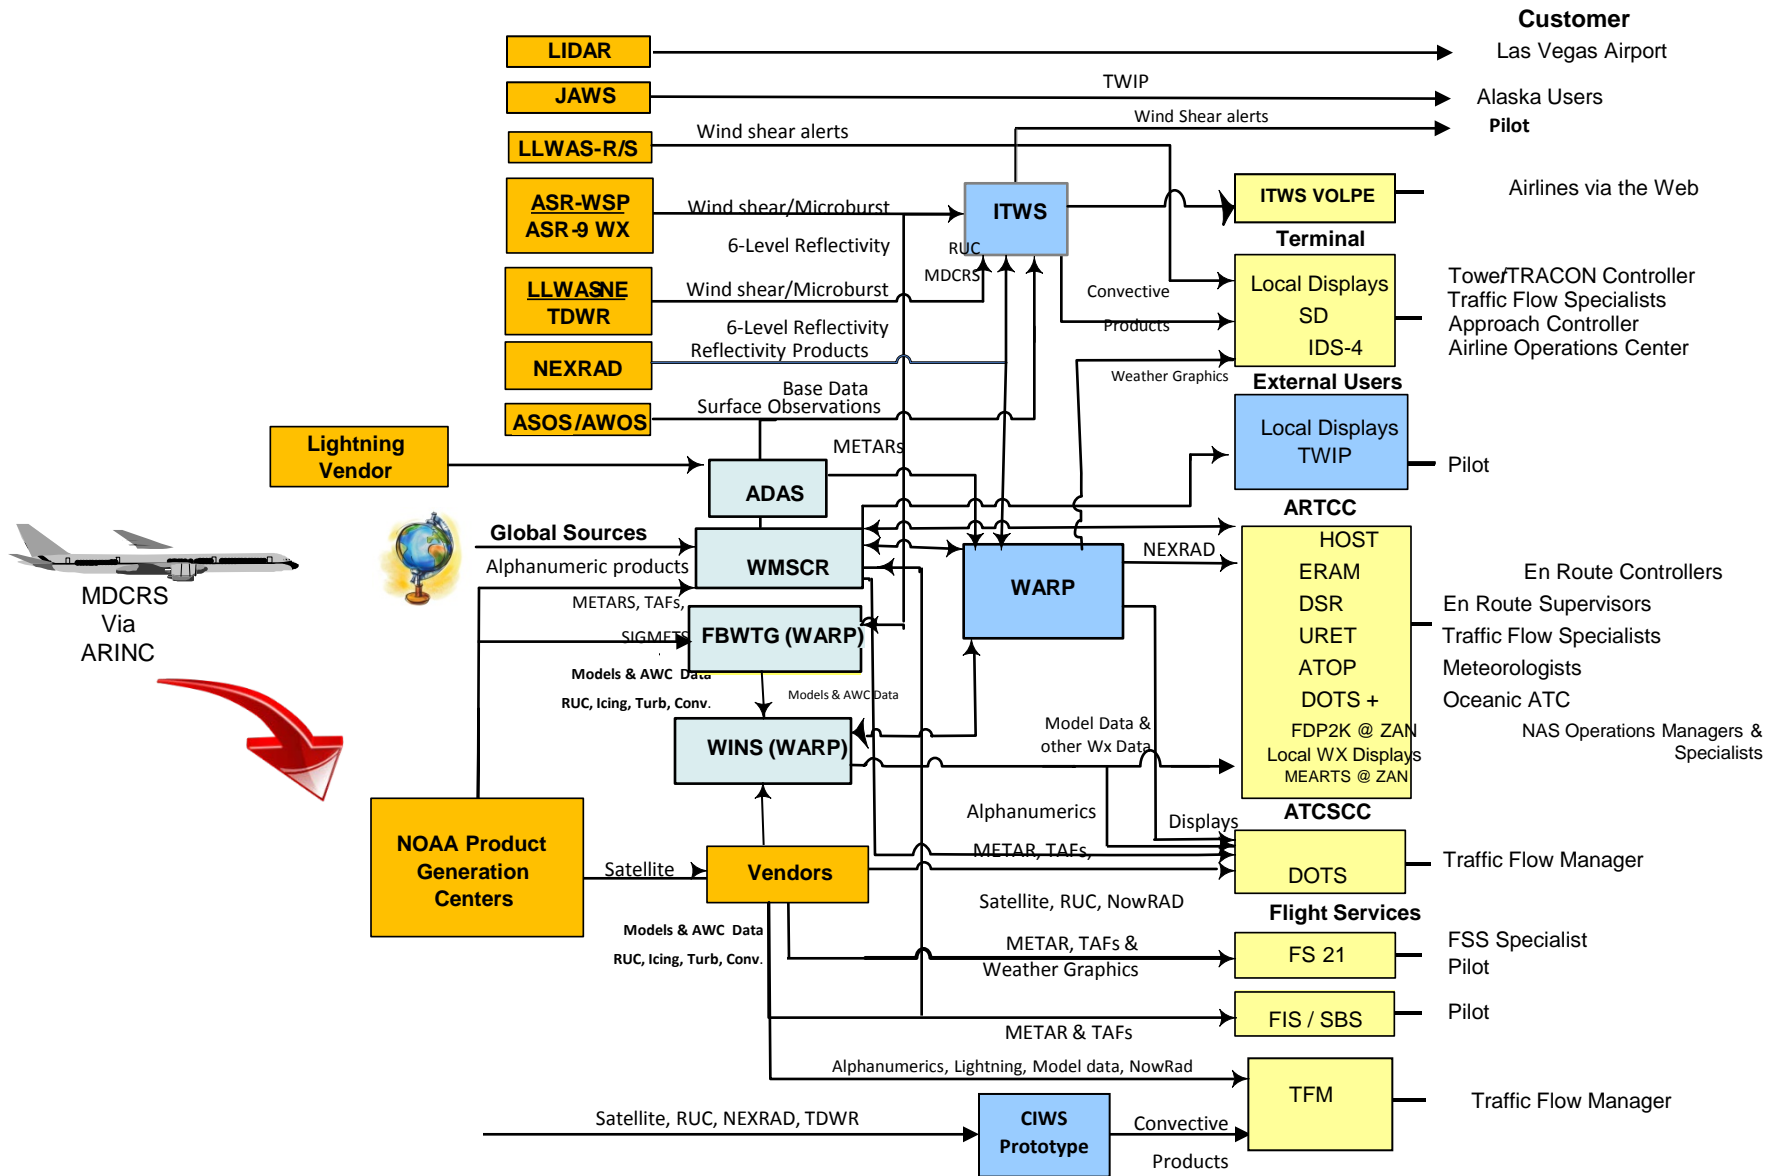 Customer
LIDAR
Las Vegas Airport
JAWS
TWIP
Alaska Users
Wind Shear alerts
Pilot
LLWAS-R/S
Wind shear alerts
ASR-WSP
ASR-9 WX
Wind shear/Microburst
6-Level Reflectivity
ITWS
RUC
MDCRS
ITWS VOLPE
Airlines via the Web
Terminal
LLWASNE
TDWR
Wind shear/Microburst
6-Level Reflectivity
Convective
Products
Local Displays
SD
IDS-4
Tower/TRACON Controller
Traffic Flow Specialists
Approach Controller
Airline Operations Center
NEXRAD
Reflectivity Products
Base Data
Weather Graphics
External Users
ASOS/AWOS
Surface Observations
METARs
Local Displays
TWIP
Pilot
Lightning
Vendor
ADAS
ARTCC
Global Sources
Alphanumeric products
WMSCR
METARS, TAFs,
SIGMETS
WARP
NEXRAD
HOST
ERAM
DSR
URET
ATOP
DOTS +
FDP2K @ ZAN
Local WX Displays
MEARTS @ ZAN
En Route Controllers
En Route Supervisors
Traffic Flow Specialists
Meteorologists
Oceanic ATC
NAS Operations Managers &
Specialists
MDCRS
Via
ARINC
FBWTG (WARP)
Models & AWC Data
RUC, Icing, Turb, Conv.
Models & AWC Data
WINS (WARP)
Model Data &
other Wx Data
Alphanumerics
Displays
ATCSCC
NOAA Product
Generation
Centers
Satellite
Vendors
METAR, TAFs,
DOTS
Traffic Flow Manager
Satellite, RUC, NowRAD
Flight Services
Models & AWC Data
RUC, Icing, Turb, Conv.
METAR, TAFs &
Weather Graphics
FS 21
FSS Specialist
Pilot
FIS / SBS
Pilot
METAR & TAFs
Alphanumerics, Lightning, Model data, NowRad
TFM
Traffic Flow Manager
Satellite, RUC, NEXRAD, TDWR
CIWS
Prototype
Convective
Products